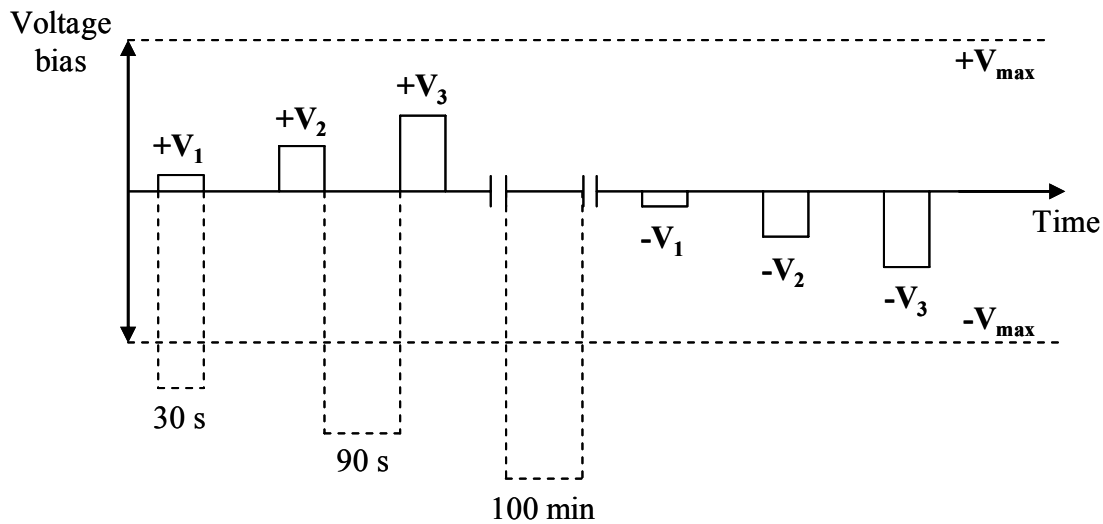 Voltage
bias
+Vmax
+V3
+V2
+V1
Time
-V1
-V2
-V3
-Vmax
30 s
90 s
100 min